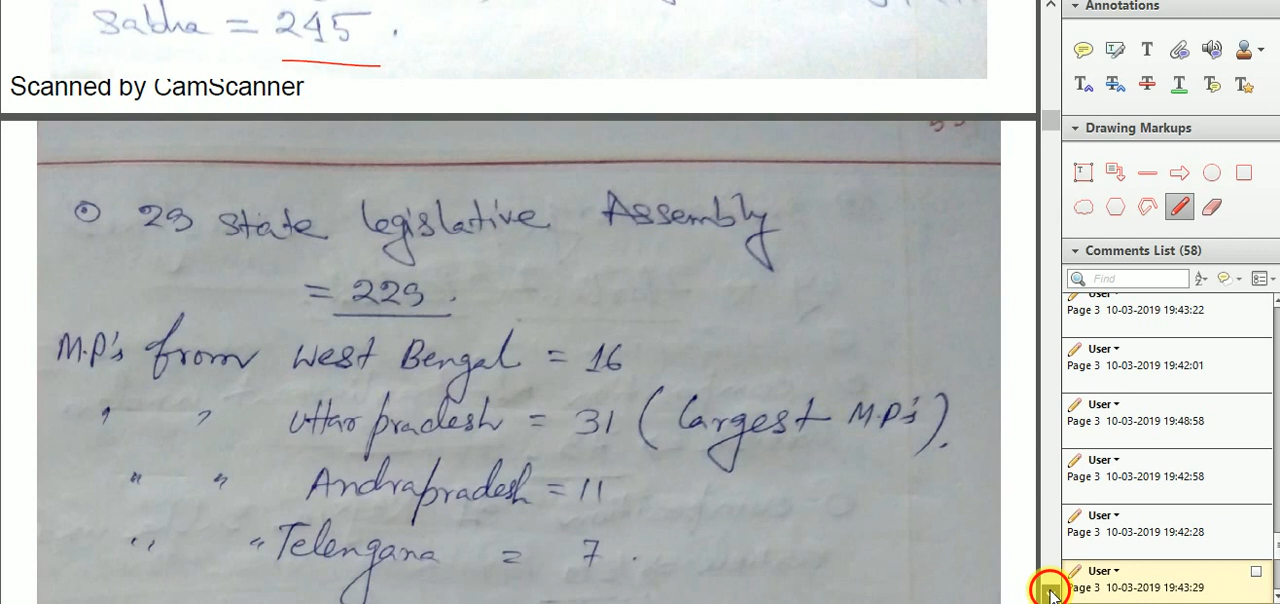 Sabha = 245.
Scanned by CamScanner
29 State legislative Assembly
= 229.
M.P's from West Bengal = 16
" " Uttar pradesh = 31 (largest M.P's).
" " Andrapradesh = 11
" " Telengana = 7.
Annotations
Drawing Markups
Comments List (58)
Find
User
Page 3 10-03-2019 19:43:22
User
Page 3 10-03-2019 19:42:01
User
Page 3 10-03-2019 19:48:58
User
Page 3 10-03-2019 19:42:58
User
Page 3 10-03-2019 19:42:28
User
Page 3 10-03-2019 19:43:29